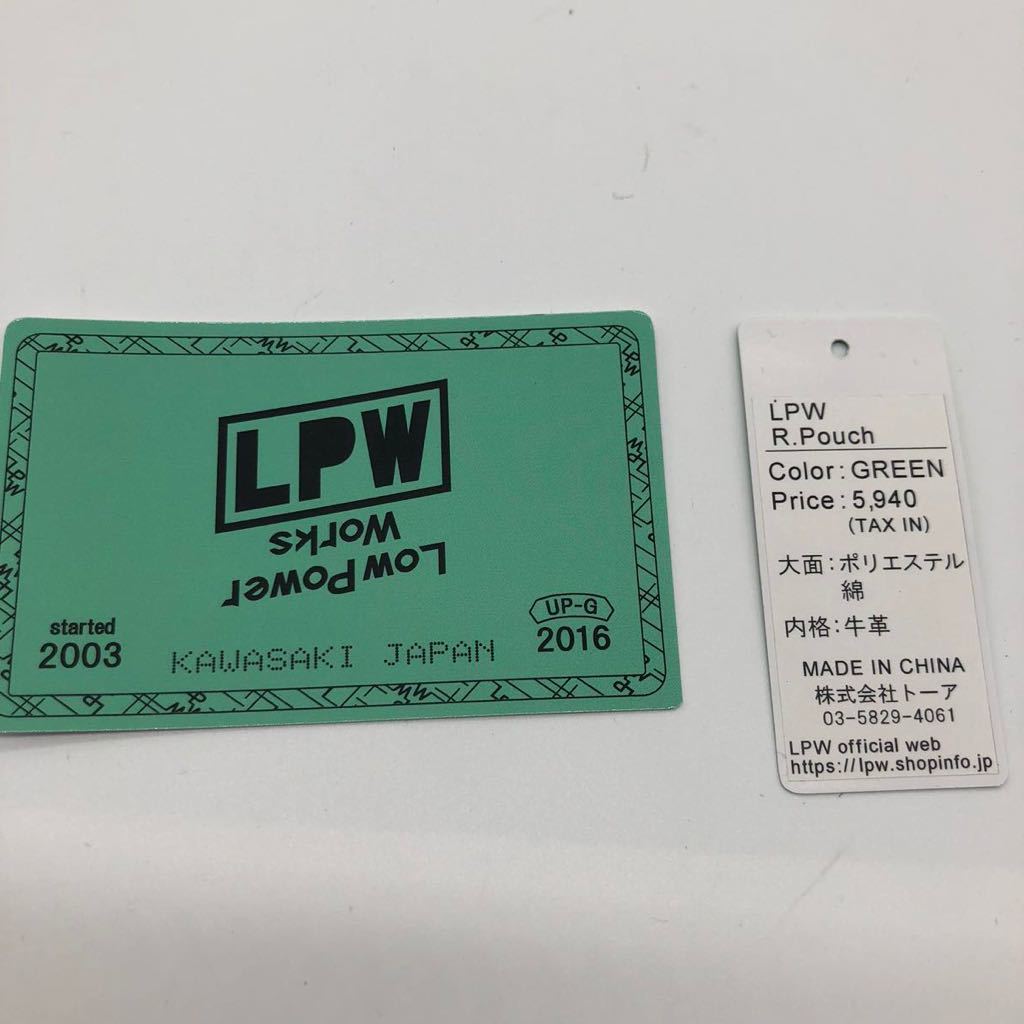 LPW
Low Power
Works
started
2003
KAWASAKI JAPAN
UP-G
2016
LPW
R.Pouch
Color : GREEN
Price : 5,940
(TAX IN)
大面 : ポリエステル
綿
内格 : 牛革
MADE IN CHINA
株式会社トーア
03-5829-4061
LPW official web
https://lpw.shopinfo.jp